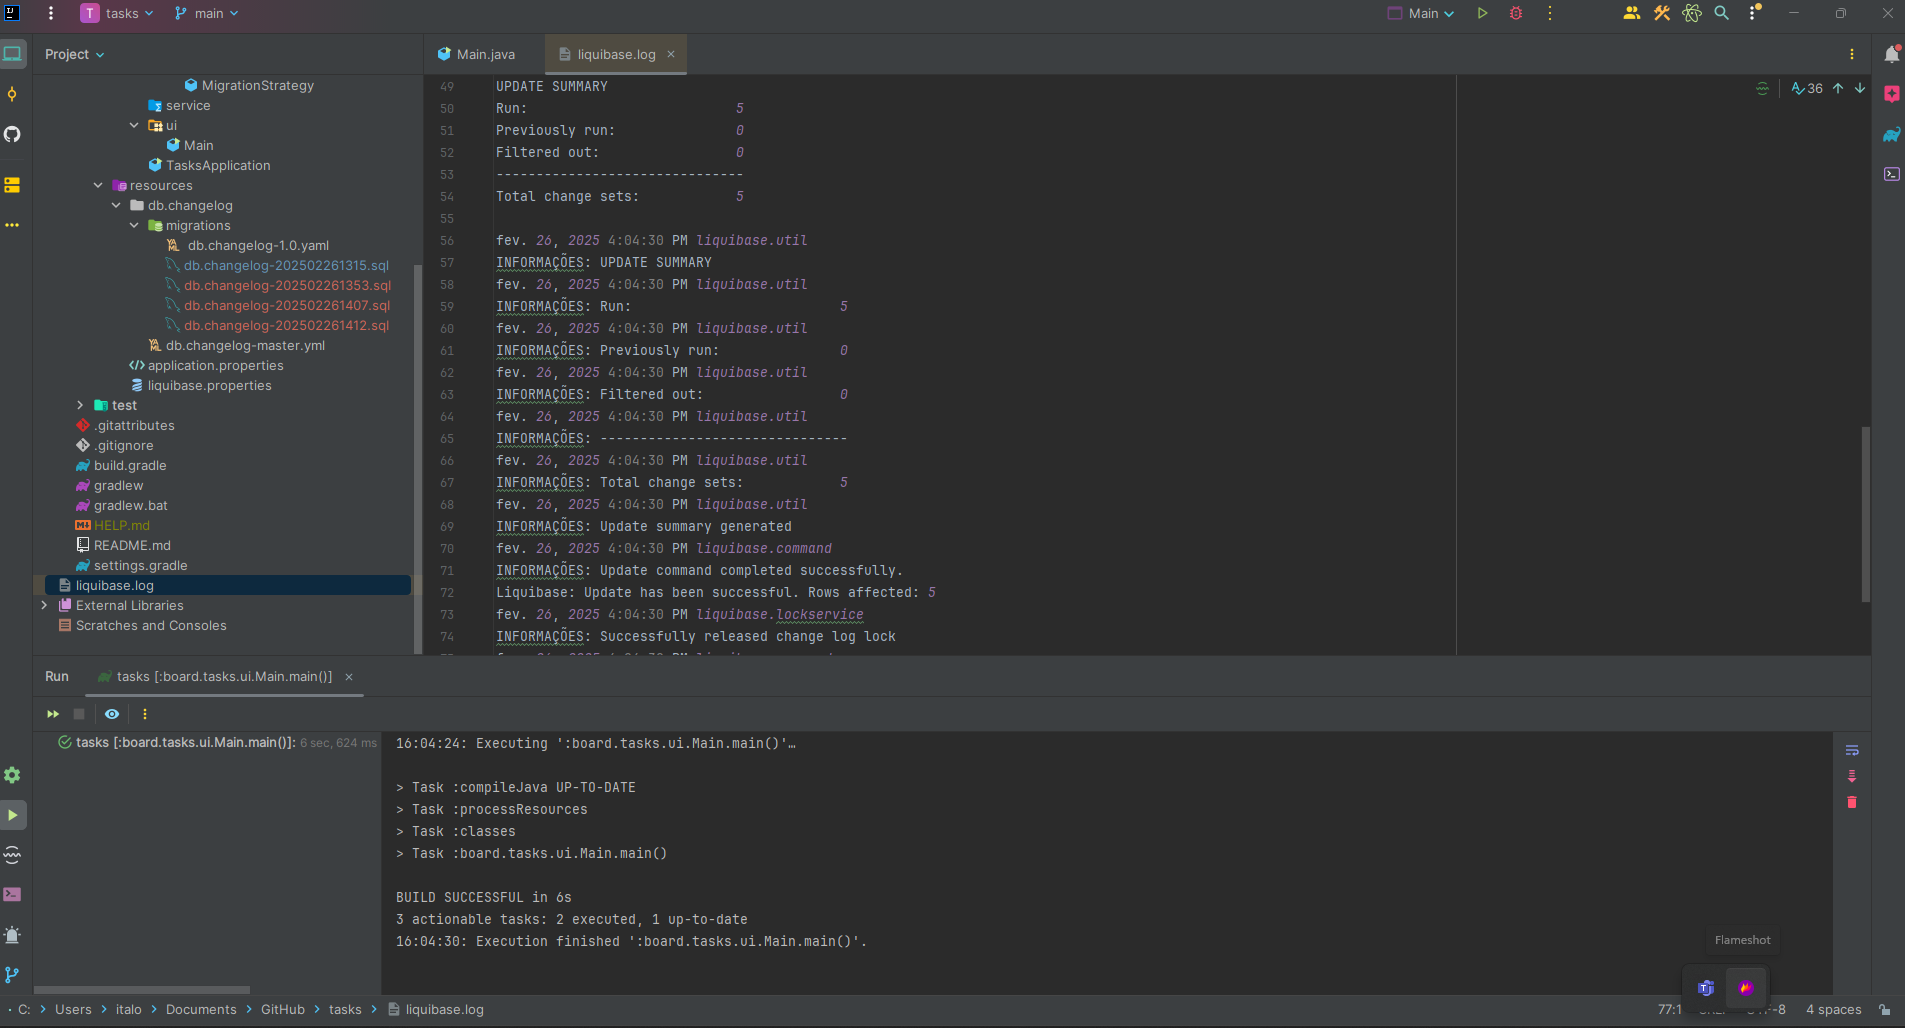 T tasks main Main
Project
MigrationStrategy
service
ui
Main
TasksApplication
resources
db.changelog
migrations
db.changelog-1.0.yaml
db.changelog-202502261315.sql
db.changelog-202502261353.sql
db.changelog-202502261407.sql
db.changelog-202502261412.sql
db.changelog-master.yml
application.properties
liquibase.properties
test
.gitattributes
.gitignore
build.gradle
gradlew
gradlew.bat
HELP.md
README.md
settings.gradle
liquibase.log
External Libraries
Scratches and Consoles
Main.java liquibase.log
36
49 UPDATE SUMMARY
50 Run: 5
51 Previously run: 0
52 Filtered out: 0
53 -------------------------------
54 Total change sets: 5
55
56 fev. 26, 2025 4:04:30 PM liquibase.util
57 INFORMAÇÕES: UPDATE SUMMARY
58 fev. 26, 2025 4:04:30 PM liquibase.util
59 INFORMAÇÕES: Run: 5
60 fev. 26, 2025 4:04:30 PM liquibase.util
61 INFORMAÇÕES: Previously run: 0
62 fev. 26, 2025 4:04:30 PM liquibase.util
63 INFORMAÇÕES: Filtered out: 0
64 fev. 26, 2025 4:04:30 PM liquibase.util
65 INFORMAÇÕES: -------------------------------
66 fev. 26, 2025 4:04:30 PM liquibase.util
67 INFORMAÇÕES: Total change sets: 5
68 fev. 26, 2025 4:04:30 PM liquibase.util
69 INFORMAÇÕES: Update summary generated
70 fev. 26, 2025 4:04:30 PM liquibase.command
71 INFORMAÇÕES: Update command completed successfully.
72 Liquibase: Update has been successful. Rows affected: 5
73 fev. 26, 2025 4:04:30 PM liquibase.lockservice
74 INFORMAÇÕES: Successfully released change log lock
Run tasks [:board.tasks.ui.Main.main()]
tasks [:board.tasks.ui.Main.main()]: 6 sec, 624 ms
16:04:24: Executing ':board.tasks.ui.Main.main()'…
> Task :compileJava UP-TO-DATE
> Task :processResources
> Task :classes
> Task :board.tasks.ui.Main.main()
BUILD SUCCESSFUL in 6s
3 actionable tasks: 2 executed, 1 up-to-date
16:04:30: Execution finished ':board.tasks.ui.Main.main()'.
Flameshot
C: > Users > italo > Documents > GitHub > tasks > liquibase.log
77:1 4 spaces